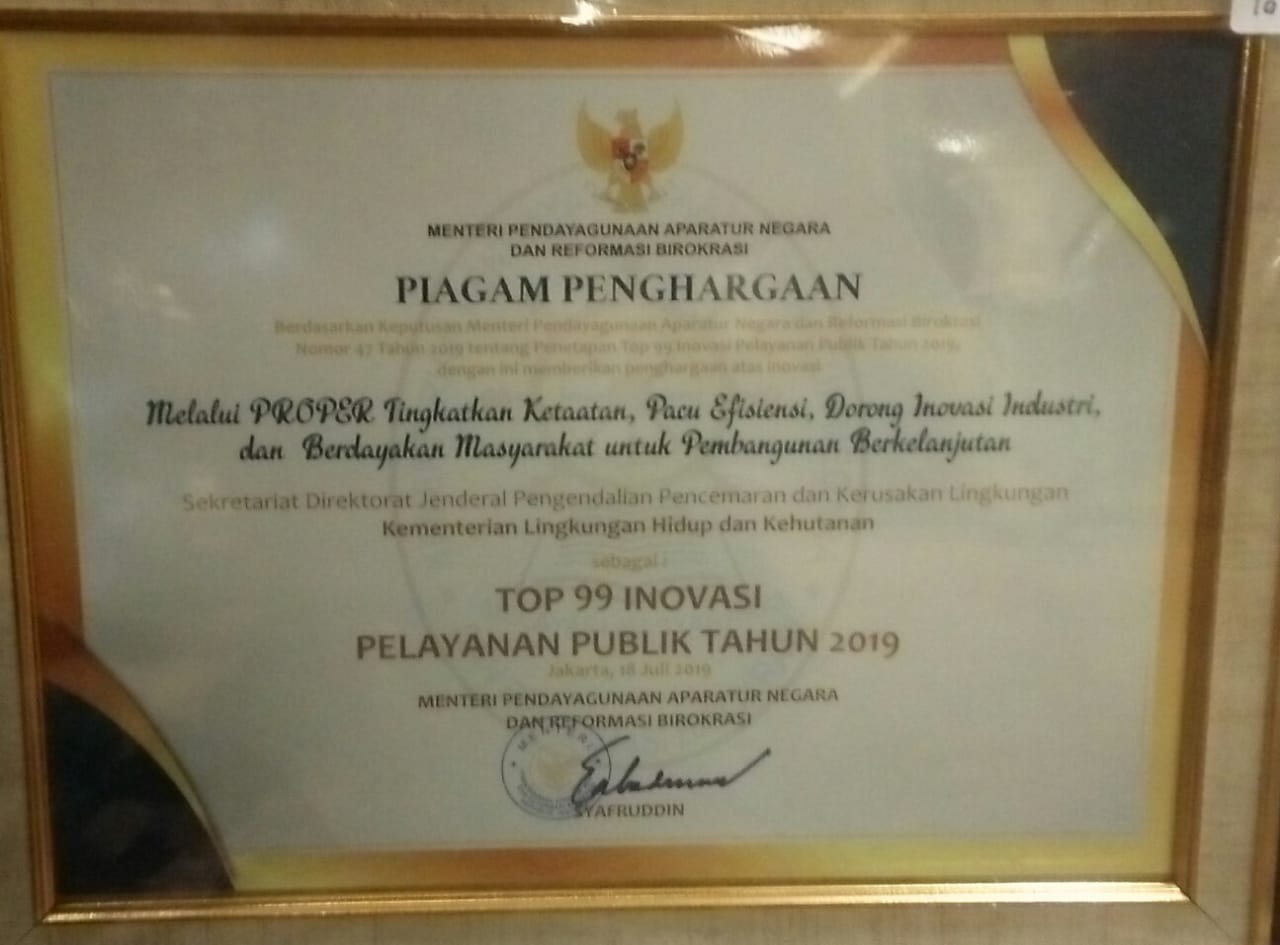 MENTERI PENDAYAGUNAAN APARATUR NEGARA
DAN REFORMASI BIROKRASI
PIAGAM PENGHARGAAN
Berdasarkan Keputusan Menteri Pendayagunaan Aparatur Negara dan Reformasi Birokrasi
Nomor 47 Tahun 2019 tentang Penetapan Top 99 Inovasi Pelayanan Publik Tahun 2019,
dengan ini memberikan penghargaan atas inovasi
Melalui PROPER Tingkatkan Ketaatan, Pacu Efisiensi, Dorong Inovasi Industri,
dan Berdayakan Masyarakat untuk Pembangunan Berkelanjutan
Sekretariat Direktorat Jenderal Pengendalian Pencemaran dan Kerusakan Lingkungan
Kementerian Lingkungan Hidup dan Kehutanan
sebagai :
TOP 99 INOVASI
PELAYANAN PUBLIK TAHUN 2019
Jakarta, 18 Juli 2019
MENTERI PENDAYAGUNAAN APARATUR NEGARA
DAN REFORMASI BIROKRASI
MENTERI
SYAFRUDDIN